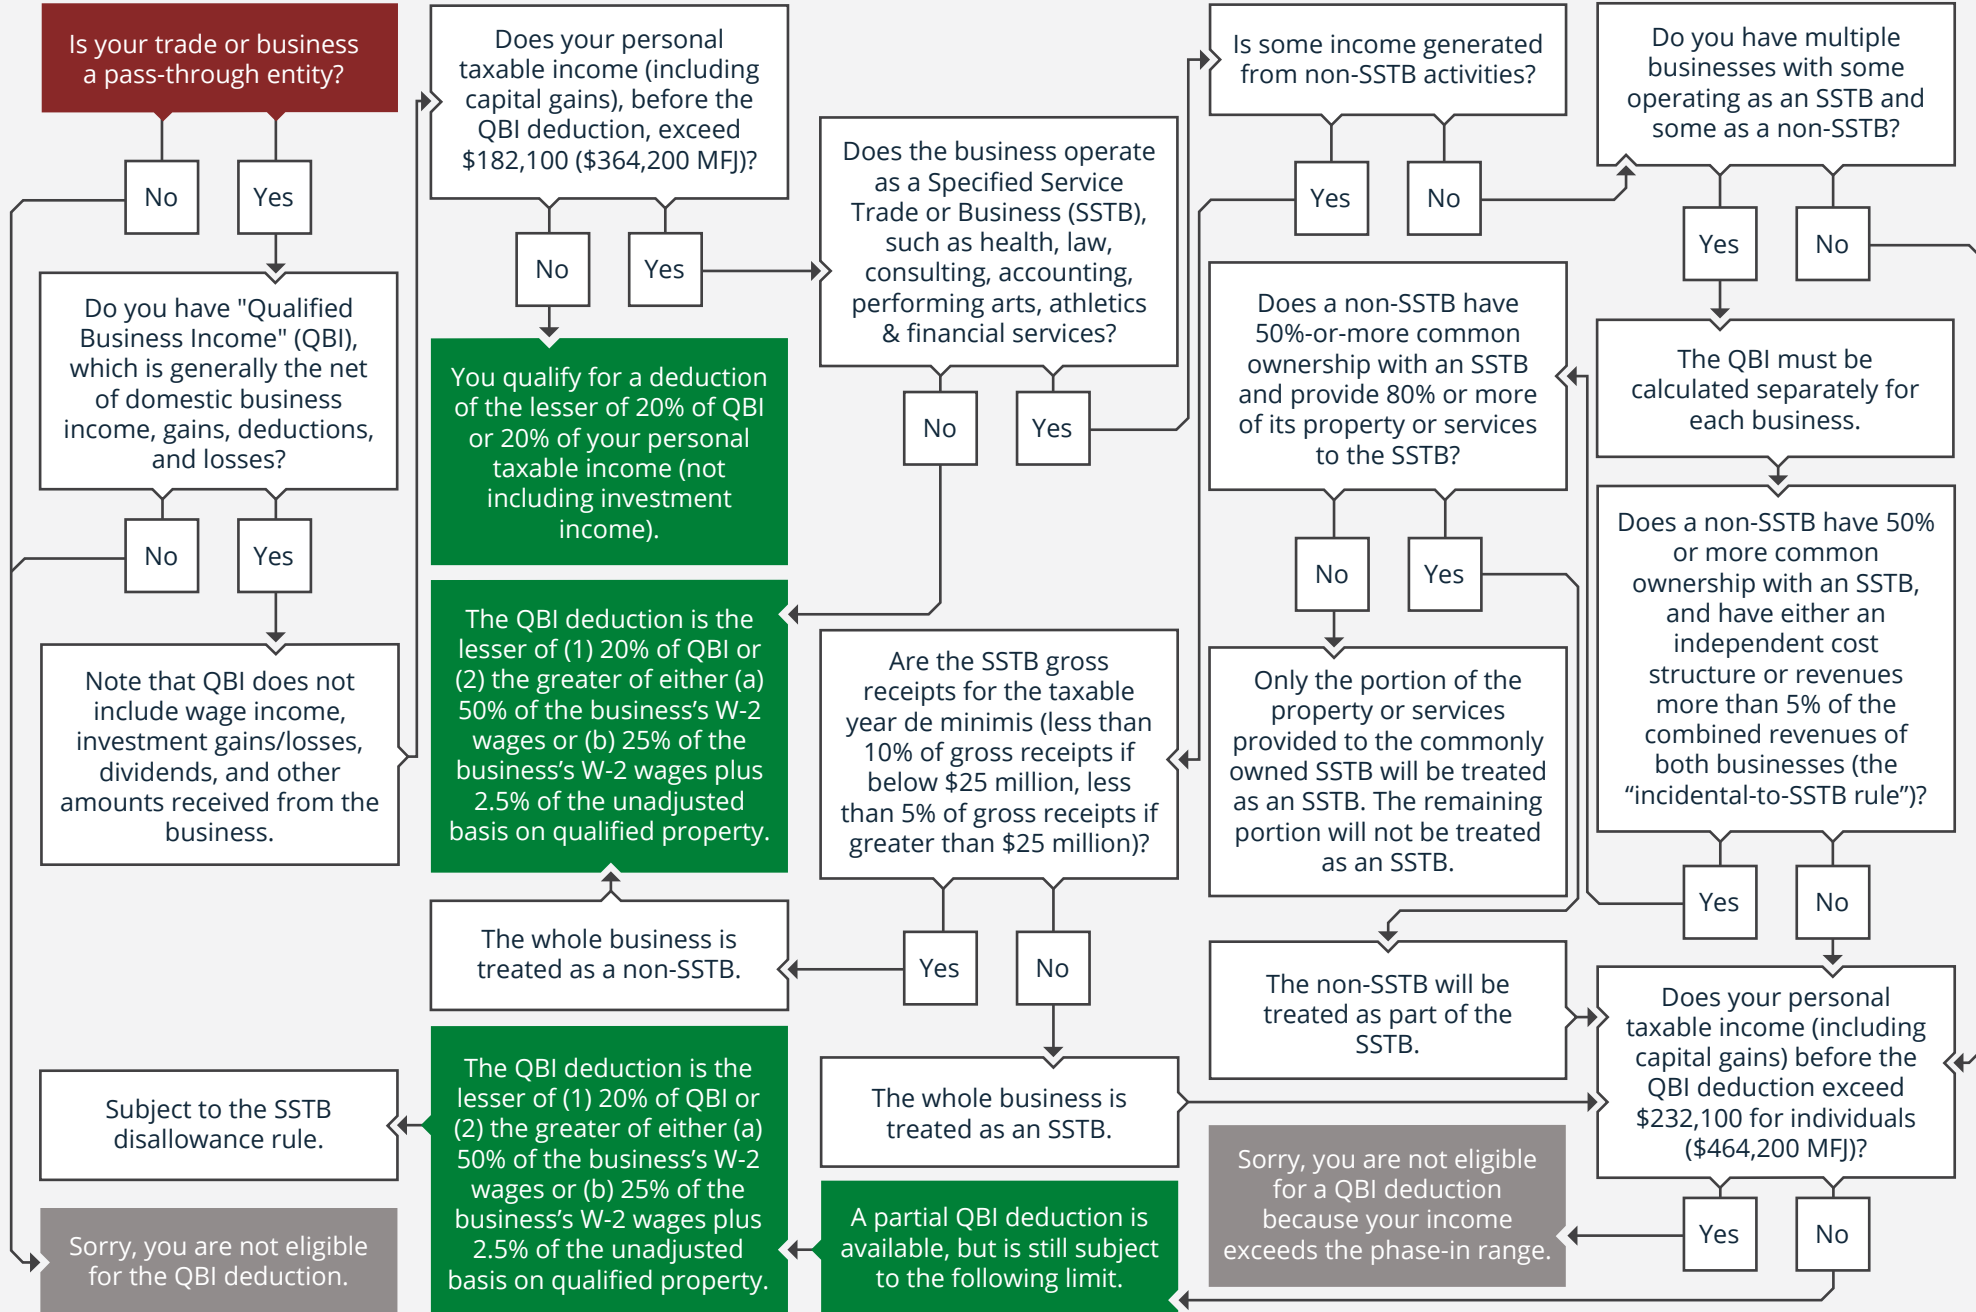 Is your trade or business
a pass-through entity?
No
Yes
Do you have "Qualified
Business Income" (QBI),
which is generally the net
of domestic business
income, gains, deductions,
and losses?
No
Yes
Note that QBI does not
include wage income,
investment gains/losses,
dividends, and other
amounts received from the
business.
Subject to the SSTB
disallowance rule.
Sorry, you are not eligible
for the QBI deduction.
Does your personal
taxable income (including
capital gains), before the
QBI deduction, exceed
$182,100 ($364,200 MFJ)?
No
Yes
You qualify for a deduction
of the lesser of 20% of QBI
or 20% of your personal
taxable income (not
including investment
income).
The QBI deduction is the
lesser of (1) 20% of QBI or
(2) the greater of either (a)
50% of the business’s W-2
wages or (b) 25% of the
business’s W-2 wages plus
2.5% of the unadjusted
basis on qualified property.
The whole business is
treated as a non-SSTB.
The QBI deduction is the
lesser of (1) 20% of QBI or
(2) the greater of either (a)
50% of the business’s W-2
wages or (b) 25% of the
business’s W-2 wages plus
2.5% of the unadjusted
basis on qualified property.
Does the business operate
as a Specified Service
Trade or Business (SSTB),
such as health, law,
consulting, accounting,
performing arts, athletics
& financial services?
No
Yes
Are the SSTB gross
receipts for the taxable
year de minimis (less than
10% of gross receipts if
below $25 million, less
than 5% of gross receipts if
greater than $25 million)?
Yes
No
The whole business is
treated as an SSTB.
A partial QBI deduction is
available, but is still subject
to the following limit.
Is some income generated
from non-SSTB activities?
Yes
No
Does a non-SSTB have
50%-or-more common
ownership with an SSTB
and provide 80% or more
of its property or services
to the SSTB?
No
Yes
Only the portion of the
property or services
provided to the commonly
owned SSTB will be treated
as an SSTB. The remaining
portion will not be treated
as an SSTB.
The non-SSTB will be
treated as part of the
SSTB.
Sorry, you are not eligible
for a QBI deduction
because your income
exceeds the phase-in range.
Do you have multiple
businesses with some
operating as an SSTB and
some as a non-SSTB?
Yes
No
The QBI must be
calculated separately for
each business.
Does a non-SSTB have 50%
or more common
ownership with an SSTB,
and have either an
independent cost
structure or revenues
more than 5% of the
combined revenues of
both businesses (the
“incidental-to-SSTB rule”)?
Yes
No
Does your personal
taxable income (including
capital gains) before the
QBI deduction exceed
$232,100 for individuals
($464,200 MFJ)?
Yes
No